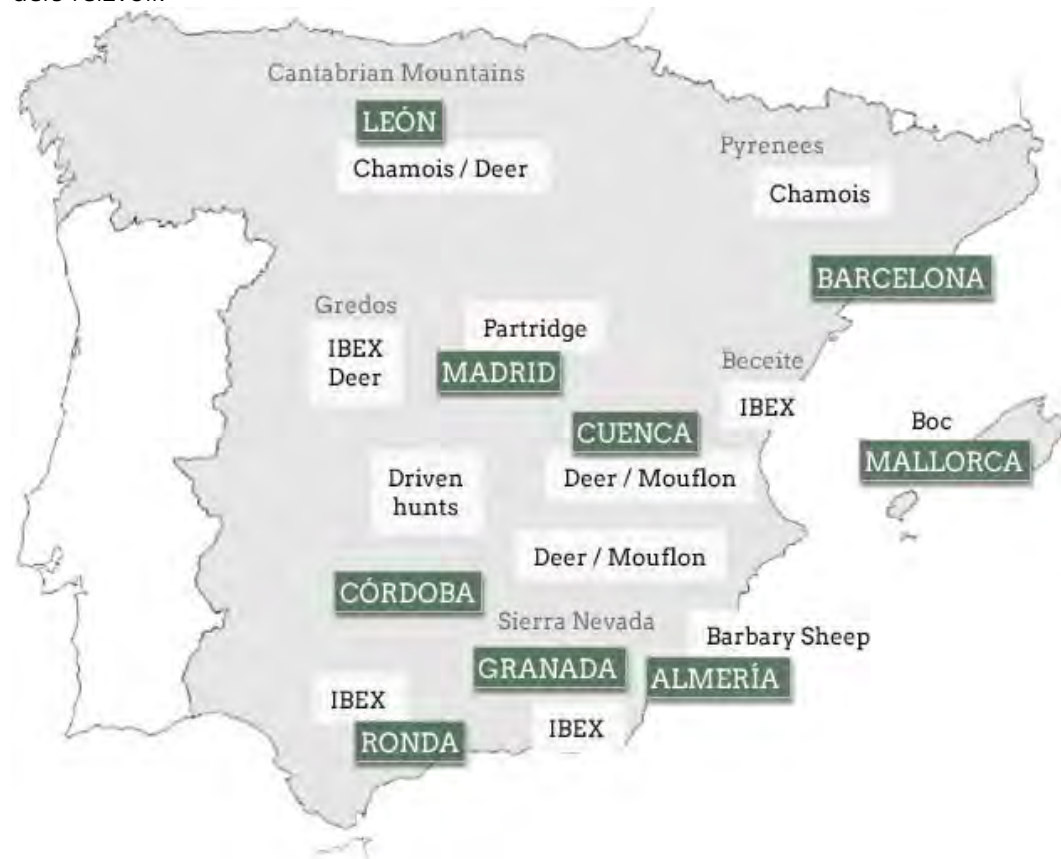 Cantabrian Mountains
LEÓN
Chamois / Deer
Pyrenees
Chamois
BARCELONA
Gredos
IBEX
Deer
Partridge
MADRID
Beceite
IBEX
CUENCA
Deer / Mouflon
Boc
MALLORCA
Driven
hunts
Deer / Mouflon
CÓRDOBA
Sierra Nevada
GRANADA
Barbary Sheep
ALMERÍA
IBEX
RONDA
IBEX